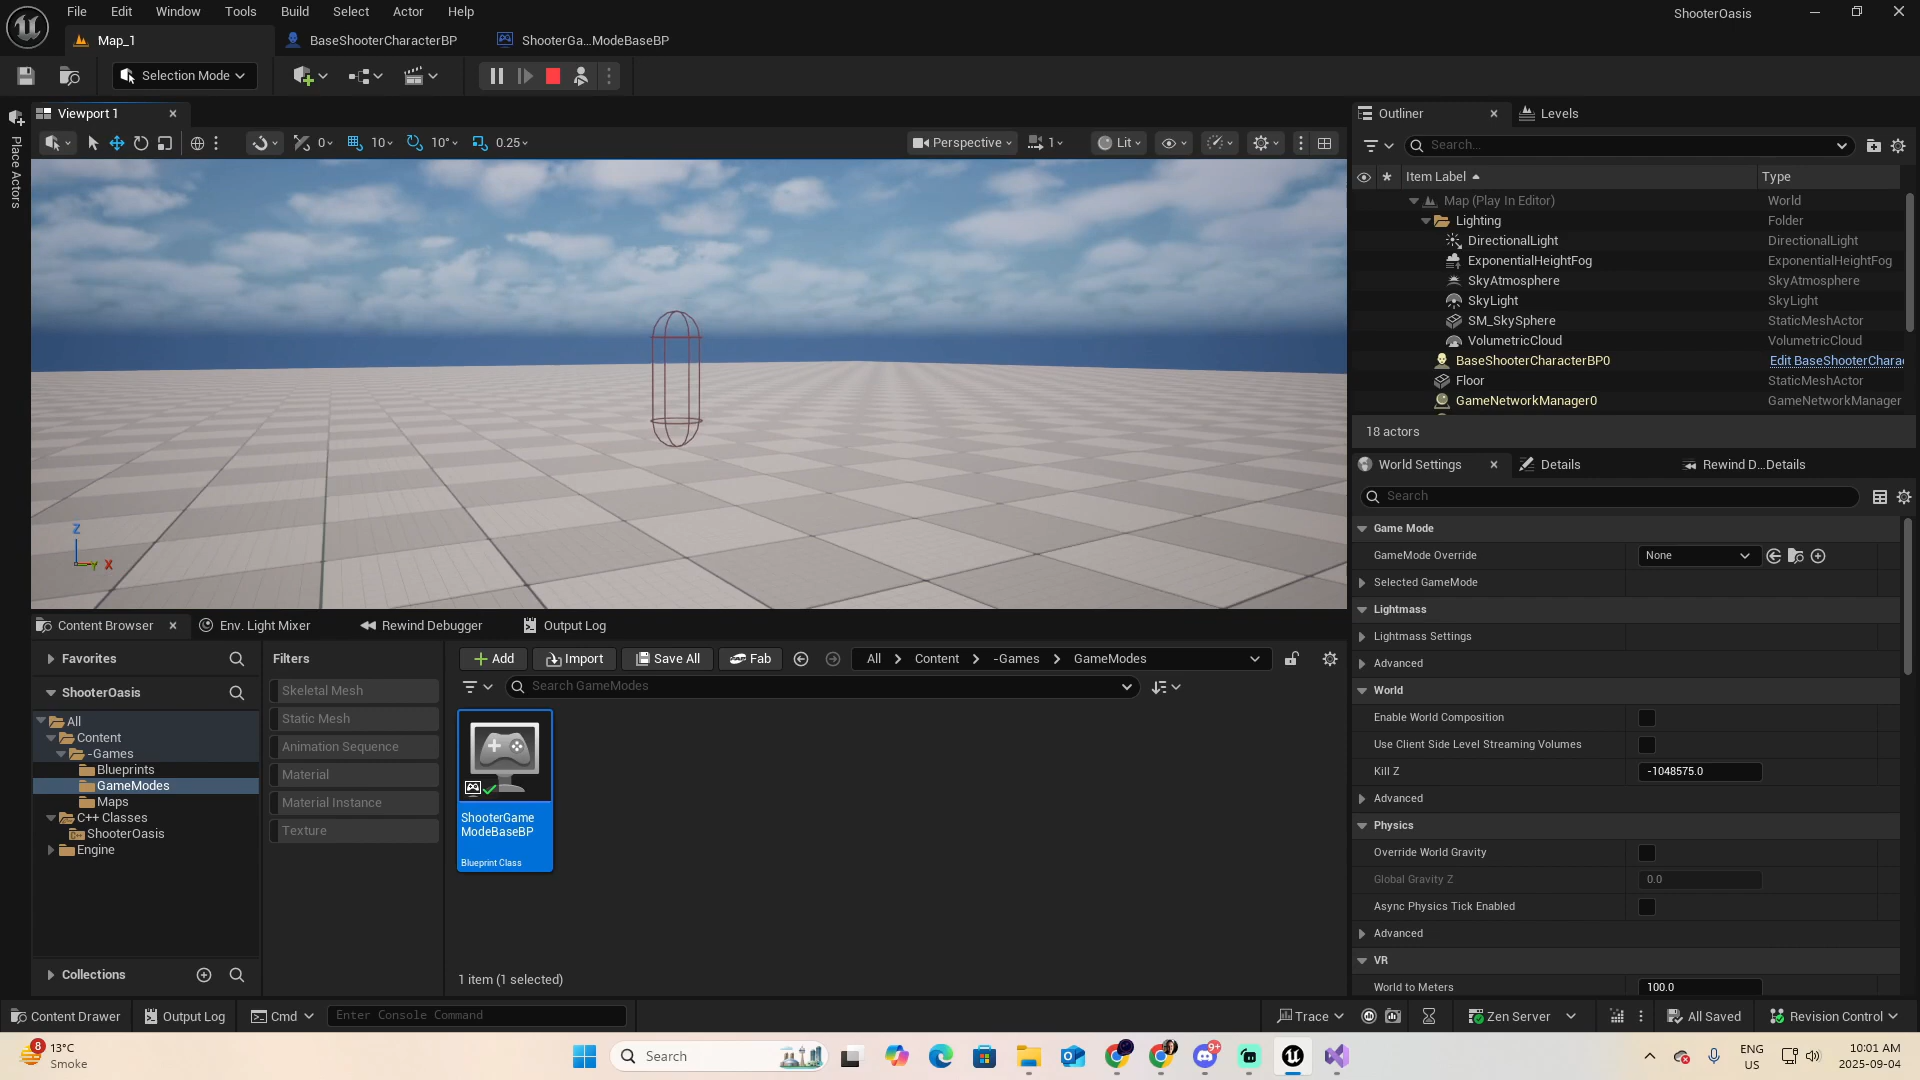 File Edit Window Tools Build Select Actor Help
ShooterOasis
Map_1
BaseShooterCharacterBP
ShooterGa...ModeBaseBP
Selection Mode
Place Actors
Viewport 1
0 10 10° 0.25
Perspective
1
Lit
Z
Y X
Outliner
Levels
Search...
Item Label
Type
Map (Play In Editor) World
Lighting Folder
DirectionalLight DirectionalLight
ExponentialHeightFog ExponentialHeightFog
SkyAtmosphere SkyAtmosphere
SkyLight SkyLight
SM_SkySphere StaticMeshActor
VolumetricCloud VolumetricCloud
BaseShooterCharacterBP0 Edit BaseShooterChara
Floor StaticMeshActor
GameNetworkManager0 GameNetworkManager
18 actors
World Settings
Details
Rewind D...Details
Search
Game Mode
GameMode Override None
Selected GameMode
Lightmass
Lightmass Settings
Advanced
World
Enable World Composition
Use Client Side Level Streaming Volumes
Kill Z -1048575.0
Advanced
Physics
Override World Gravity
Global Gravity Z 0.0
Async Physics Tick Enabled
Advanced
VR
World to Meters 100.0
Content Browser
Env. Light Mixer
Rewind Debugger
Output Log
Favorites
ShooterOasis
All
Content
-Games
Blueprints
GameModes
Maps
C++ Classes
ShooterOasis
Engine
Collections
Filters
Skeletal Mesh
Static Mesh
Animation Sequence
Material
Material Instance
Texture
Add Import Save All Fab
All > Content > -Games > GameModes
Search GameModes
ShooterGame
ModeBaseBP
Blueprint Class
1 item (1 selected)
Content Drawer
Output Log
Cmd
Enter Console Command
Trace
Zen Server
All Saved
Revision Control
8
13°C
Smoke
Search
9+
ENG
US
10:01 AM
2025-09-04